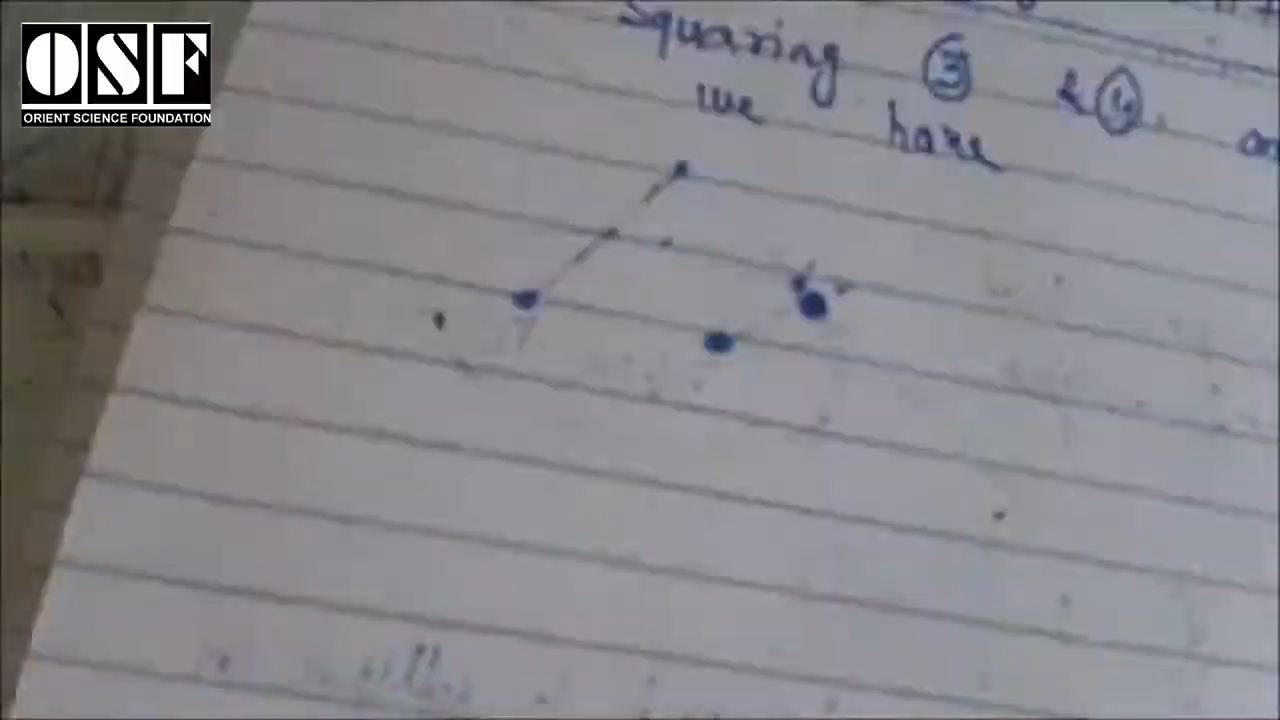 OSF
ORIENT SCIENCE FOUNDATION
Squaring ③ & ④
we have